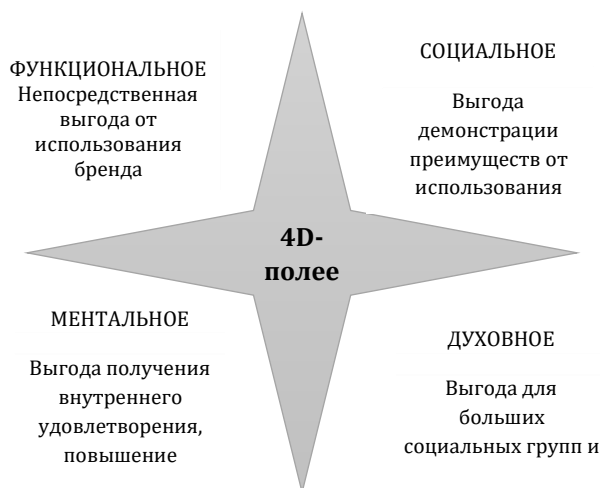 ФУНКЦИОНАЛЬНОЕ
Непосредственная
выгода от
использования
бренда
СОЦИАЛЬНОЕ
Выгода
демонстрации
преимуществ от
использования
4D-
полее
МЕНТАЛЬНОЕ
Выгода получения
внутреннего
удовлетворения,
повышение
ДУХОВНОЕ
Выгода для
больших
социальных групп и